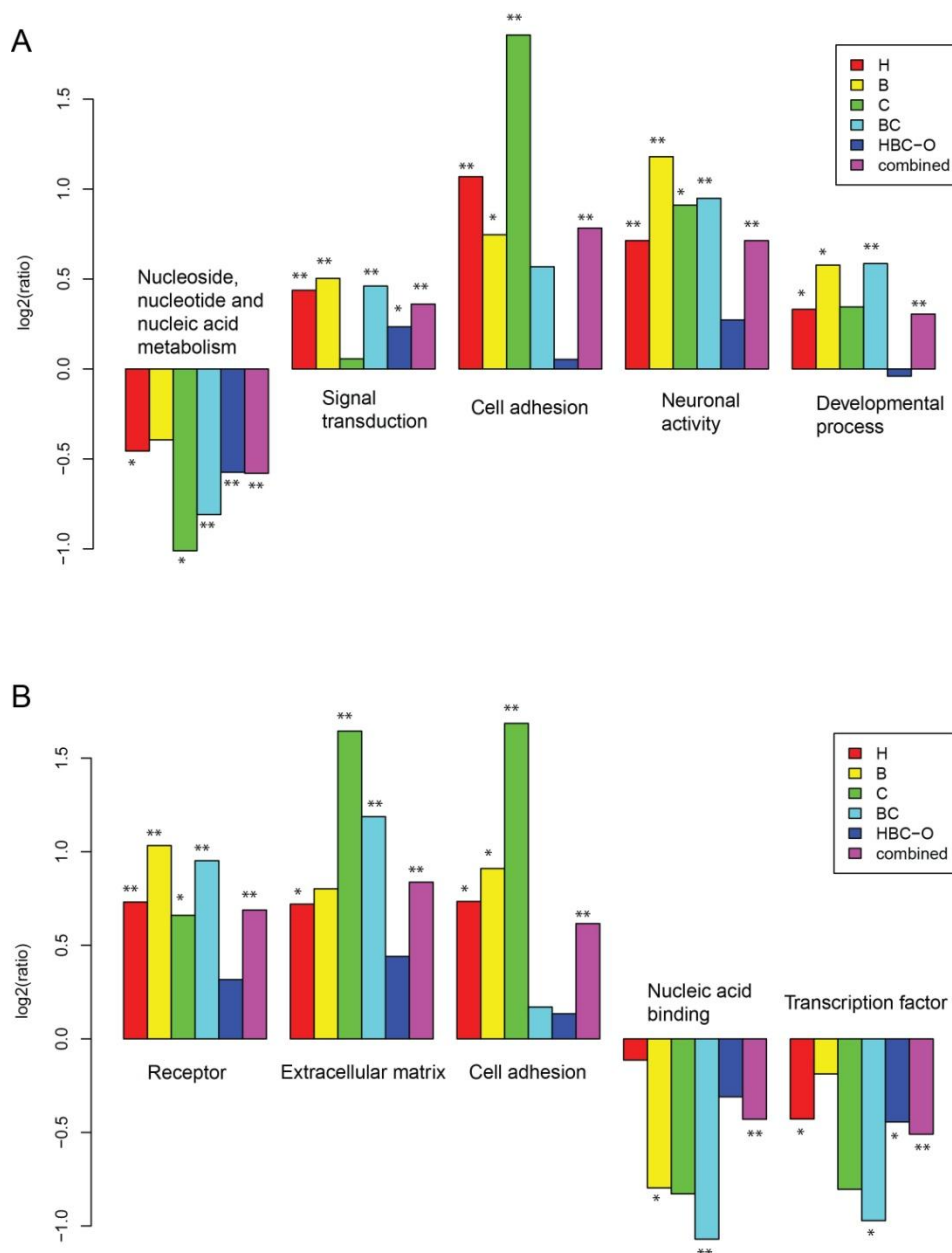 A
H
B
C
BC
HBC-O
combined
log2(ratio)
1.5
1.0
0.5
0.0
−0.5
−1.0
Nucleoside,
nucleotide and
nucleic acid
metabolism
Signal
transduction
Cell adhesion
Neuronal
activity
Developmental
process
*
*
**
**
**
**
**
**
*
**
**
*
**
**
**
**
*
**
**
*
*
**
**
B
H
B
C
BC
HBC-O
combined
log2(ratio)
1.5
1.0
0.5
0.0
−0.5
−1.0
Receptor
Extracellular matrix
Cell adhesion
Nucleic acid
binding
Transcription factor
**
**
*
**
**
*
**
**
**
*
*
**
**
*
**
**
*
*
*
**